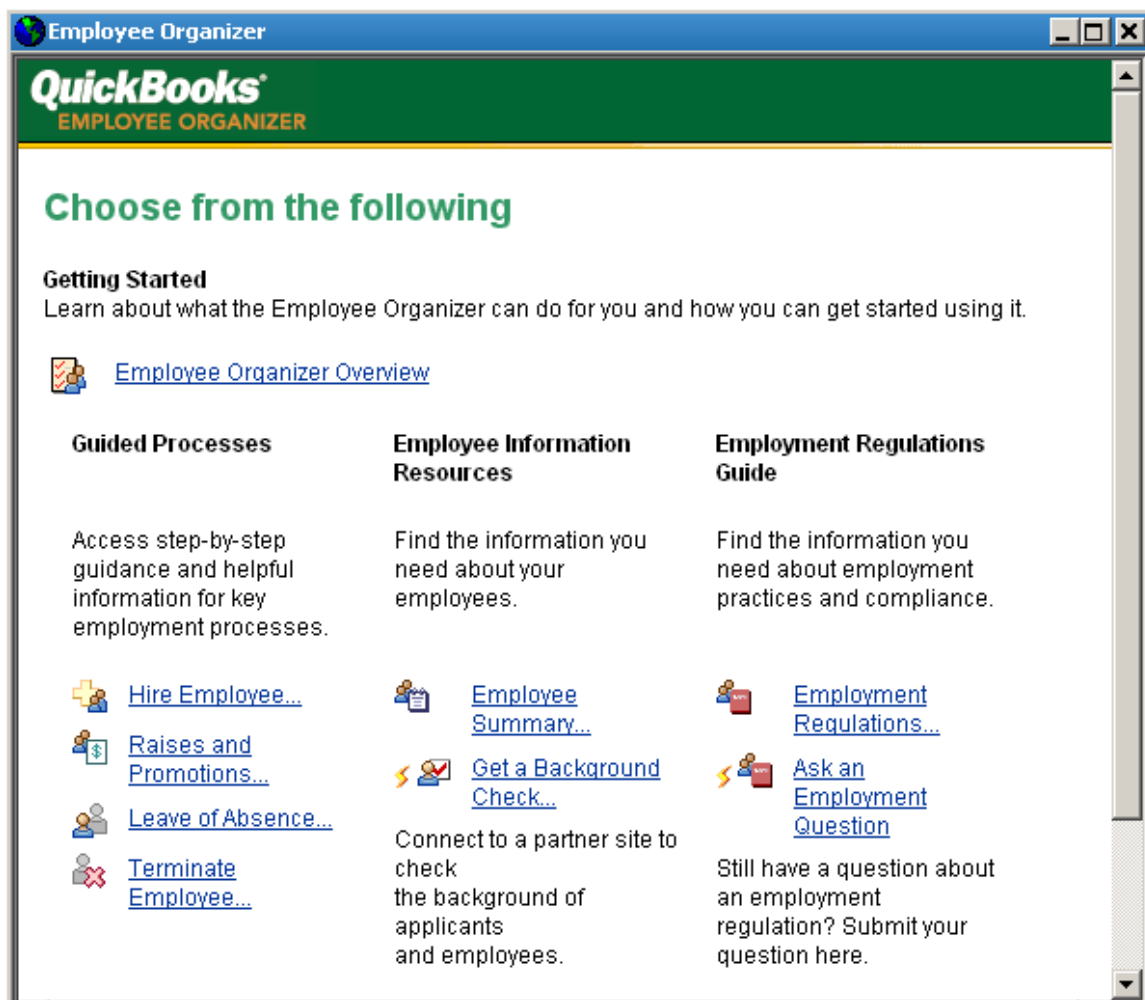 Employee Organizer
QuickBooks
EMPLOYEE ORGANIZER
Choose from the following
Getting Started
Learn about what the Employee Organizer can do for you and how you can get started using it.
Employee Organizer Overview
Guided Processes
Access step-by-step
guidance and helpful
information for key
employment processes.
Hire Employee...
Raises and
Promotions...
Leave of Absence...
Terminate
Employee...
Employee Information
Resources
Find the information you
need about your
employees.
Employee
Summary...
Get a Background
Check...
Connect to a partner site to
check
the background of
applicants
and employees.
Employment Regulations
Guide
Find the information you
need about employment
practices and compliance.
Employment
Regulations...
Ask an
Employment
Question
Still have a question about
an employment
regulation? Submit your
question here.